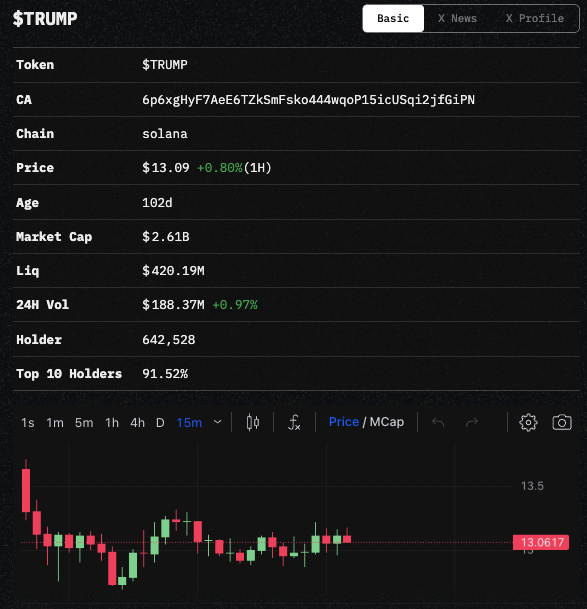 $TRUMP Basic X News X Profile
Token $TRUMP
CA 6p6xgHyF7AeE6TZkSmFsko444wqoP15icUSqi2jfGiPN
Chain solana
Price $13.09 +0.80%(1H)
Age 102d
Market Cap $2.61B
Liq $420.19M
24H Vol $188.37M +0.97%
Holder 642,528
Top 10 Holders 91.52%
1s 1m 5m 1h 4h D 15m Price / MCap
13.5
13.0617